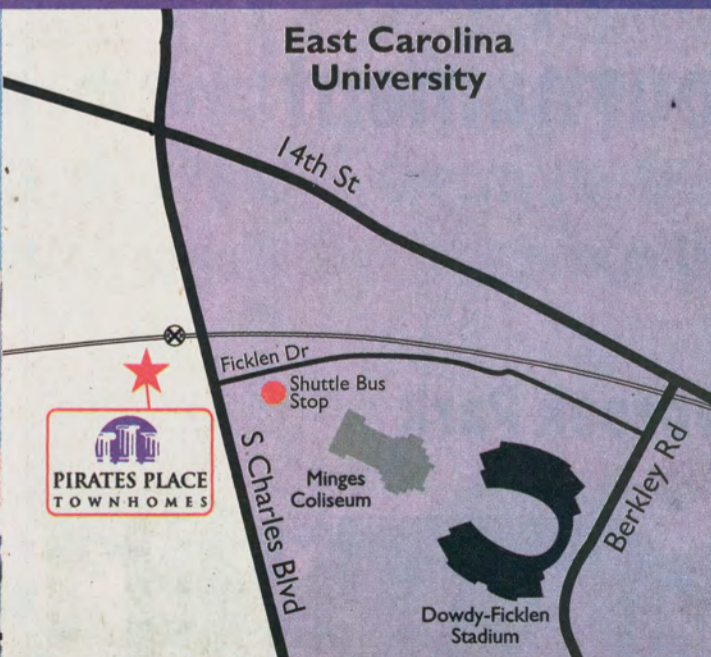 East Carolina
University
14th St
Ficklen Dr
Shuttle Bus
Stop
PIRATES PLACE
TOWNHOMES
S. Charles Blvd
Minges
Coliseum
Berkley Rd
Dowdy-Ficklen
Stadium